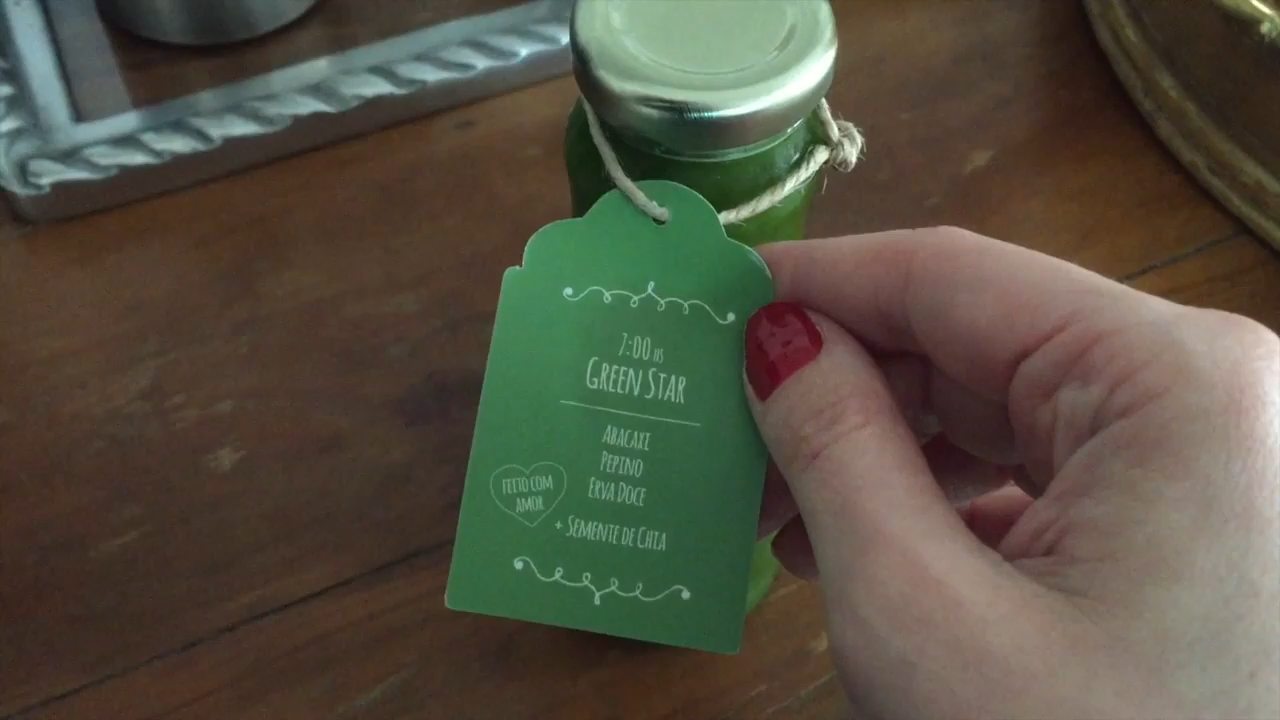 7:00 HS
GREEN STAR
ABACAXI
PEPINO
ERVA DOCE
+ SEMENTE DE CHIA
FEITO COM
AMOR